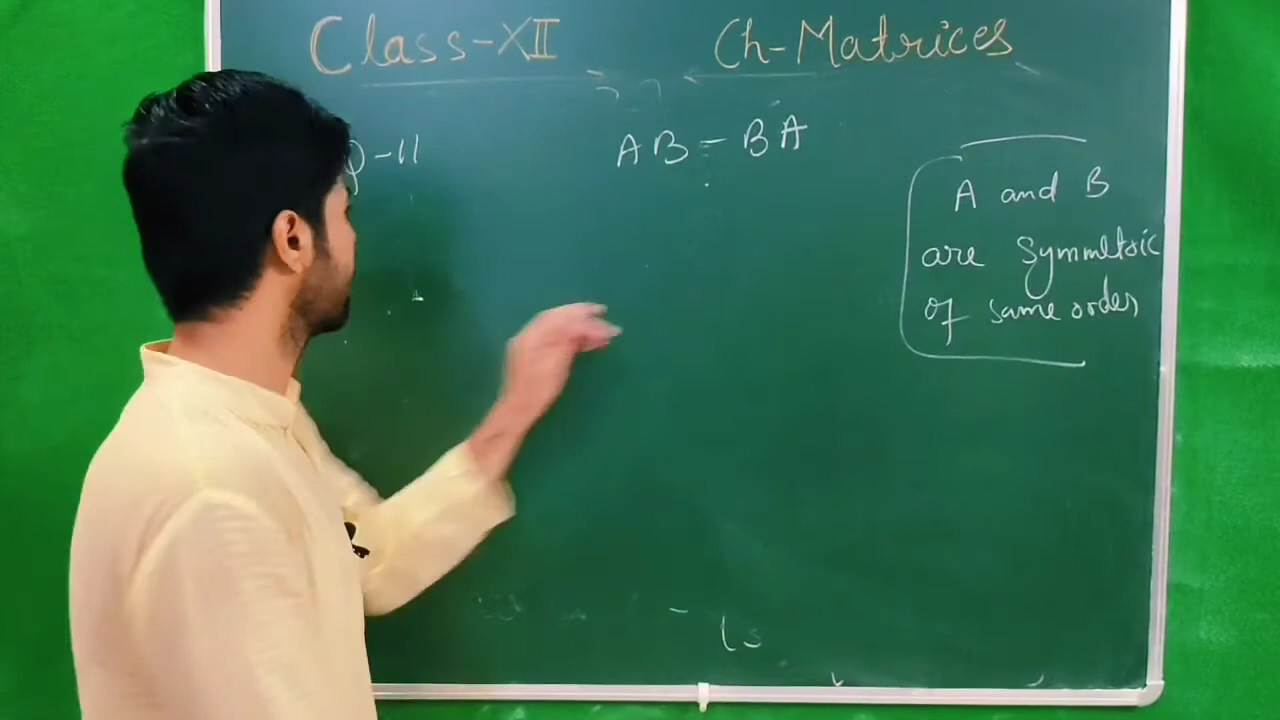 Class-XII
Ch-Matrices
-11
AB = BA
A and B
are Symmetric
of same order